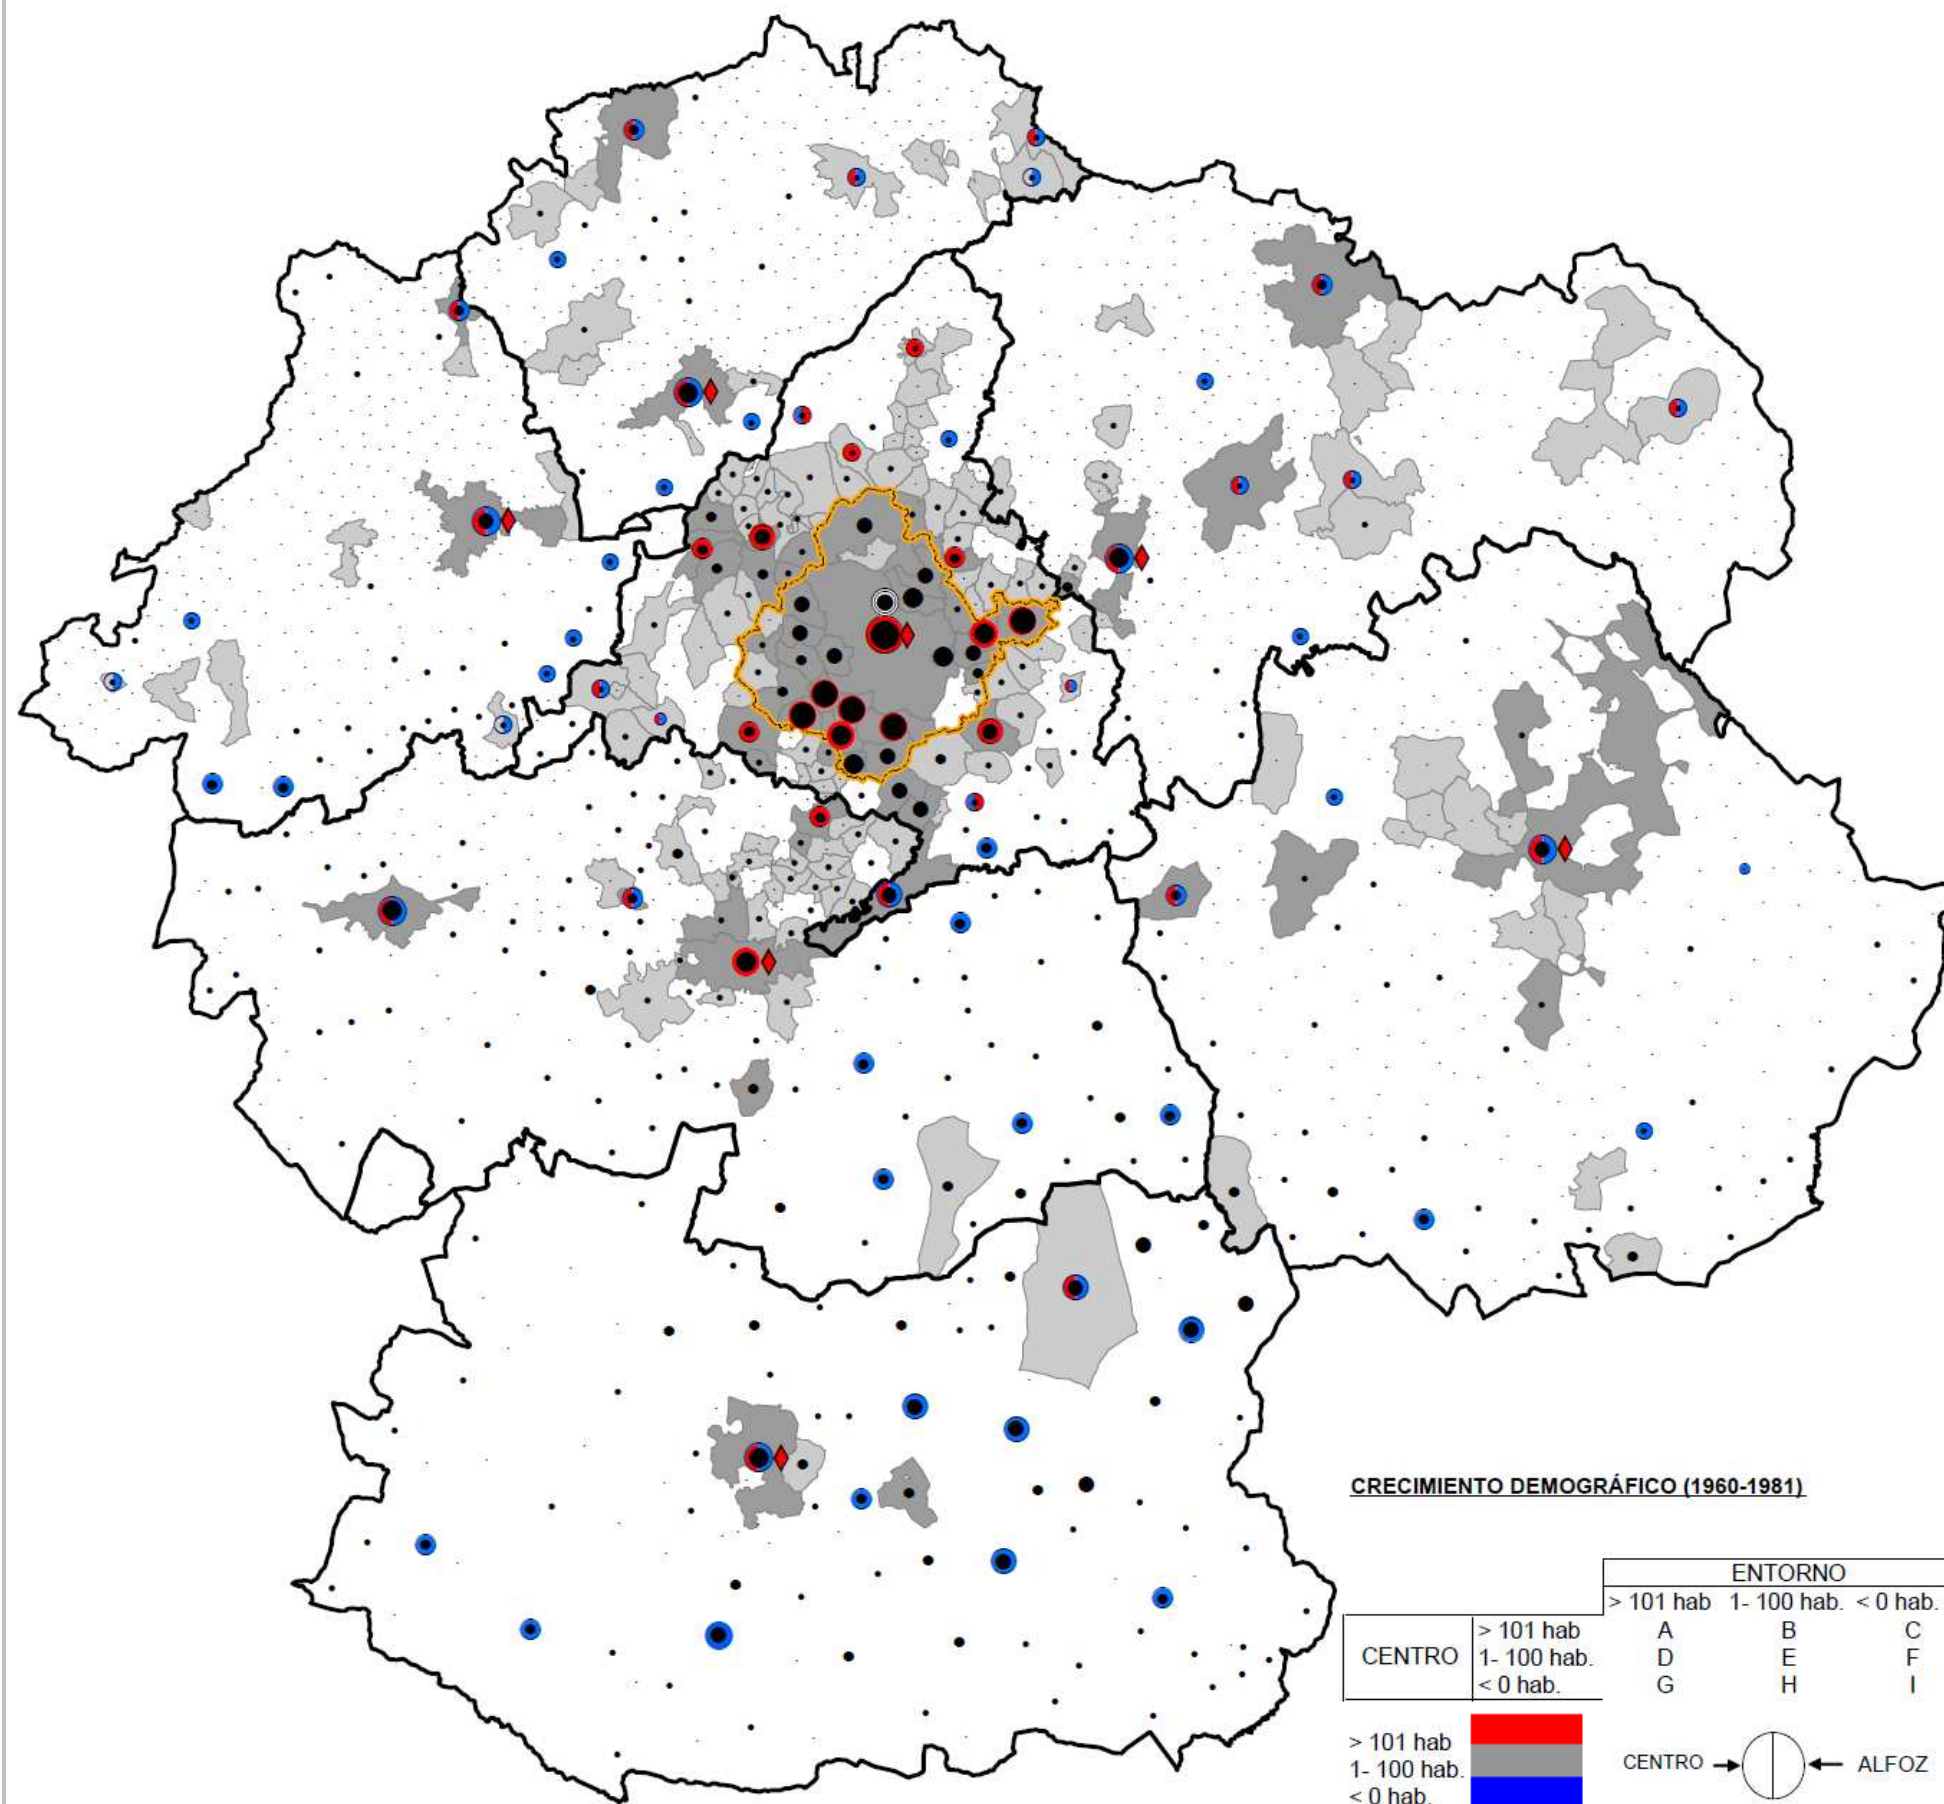 CRECIMIENTO DEMOGRÁFICO (1960-1981)
ENTORNO
> 101 hab 1- 100 hab. < 0 hab.
CENTRO
> 101 hab A B C
1- 100 hab. D E F
< 0 hab. G H I
> 101 hab
1- 100 hab.
< 0 hab.
CENTRO ALFOZ